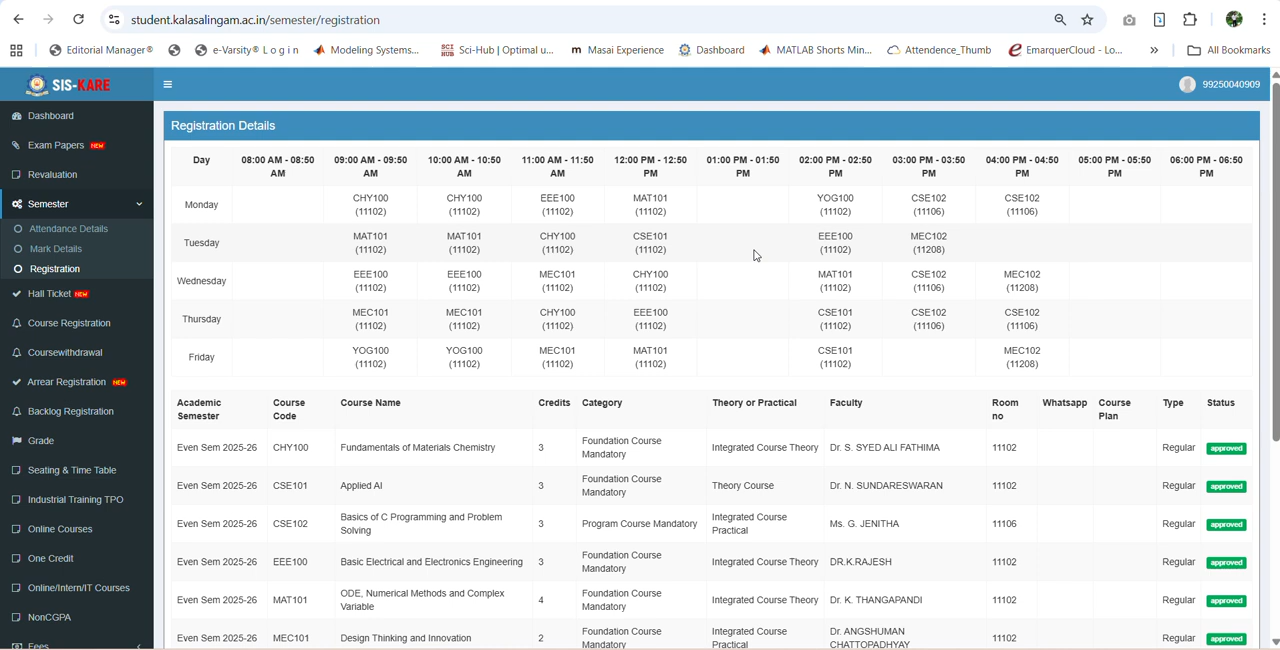 student.kalasalingam.ac.in/semester/registration
Editorial Manager® e-Varsity® L o g i n Modeling Systems... SCI HUB Sci-Hub | Optimal u... m Masai Experience Dashboard MATLAB Shorts Min... Attendence_Thumb EmarquerCloud - Lo... » All Bookmarks
SIS-KARE
99250040909
Dashboard
Exam Papers NEW
Revaluation
Semester
Attendance Details
Mark Details
Registration
Hall Ticket NEW
Course Registration
Coursewithdrawal
Arrear Registration NEW
Backlog Registration
Grade
Seating & Time Table
Industrial Training TPO
Online Courses
One Credit
Online/Intern/IT Courses
NonCGPA
Fees
Registration Details
Day 08:00 AM - 08:50 AM 09:00 AM - 09:50 AM 10:00 AM - 10:50 AM 11:00 AM - 11:50 AM 12:00 PM - 12:50 PM 01:00 PM - 01:50 PM 02:00 PM - 02:50 PM 03:00 PM - 03:50 PM 04:00 PM - 04:50 PM 05:00 PM - 05:50 PM 06:00 PM - 06:50 PM
Monday CHY100 (11102) CHY100 (11102) EEE100 (11102) MAT101 (11102) YOG100 (11102) CSE102 (11106) CSE102 (11106)
Tuesday MAT101 (11102) MAT101 (11102) CHY100 (11102) CSE101 (11102) EEE100 (11102) MEC102 (11208)
Wednesday EEE100 (11102) EEE100 (11102) MEC101 (11102) CHY100 (11102) MAT101 (11102) CSE102 (11106) MEC102 (11208)
Thursday MEC101 (11102) MEC101 (11102) CHY100 (11102) EEE100 (11102) CSE101 (11102) CSE102 (11106) CSE102 (11106)
Friday YOG100 (11102) YOG100 (11102) MEC101 (11102) MAT101 (11102) CSE101 (11102) MEC102 (11208)
Academic Semester Course Code Course Name Credits Category Theory or Practical Faculty Room no Whatsapp Course Plan Type Status
Even Sem 2025-26 CHY100 Fundamentals of Materials Chemistry 3 Foundation Course Mandatory Integrated Course Theory Dr. S. SYED ALI FATHIMA 11102 Regular approved
Even Sem 2025-26 CSE101 Applied AI 3 Foundation Course Mandatory Theory Course Dr. N. SUNDARESWARAN 11102 Regular approved
Even Sem 2025-26 CSE102 Basics of C Programming and Problem Solving 3 Program Course Mandatory Integrated Course Practical Ms. G. JENITHA 11106 Regular approved
Even Sem 2025-26 EEE100 Basic Electrical and Electronics Engineering 3 Foundation Course Mandatory Integrated Course Theory DR.K.RAJESH 11102 Regular approved
Even Sem 2025-26 MAT101 ODE, Numerical Methods and Complex Variable 4 Foundation Course Mandatory Integrated Course Theory Dr. K. THANGAPANDI 11102 Regular approved
Even Sem 2025-26 MEC101 Design Thinking and Innovation 2 Foundation Course Mandatory Integrated Course Practical Dr. ANGSHUMAN CHATTOPADHYAY 11102 Regular approved